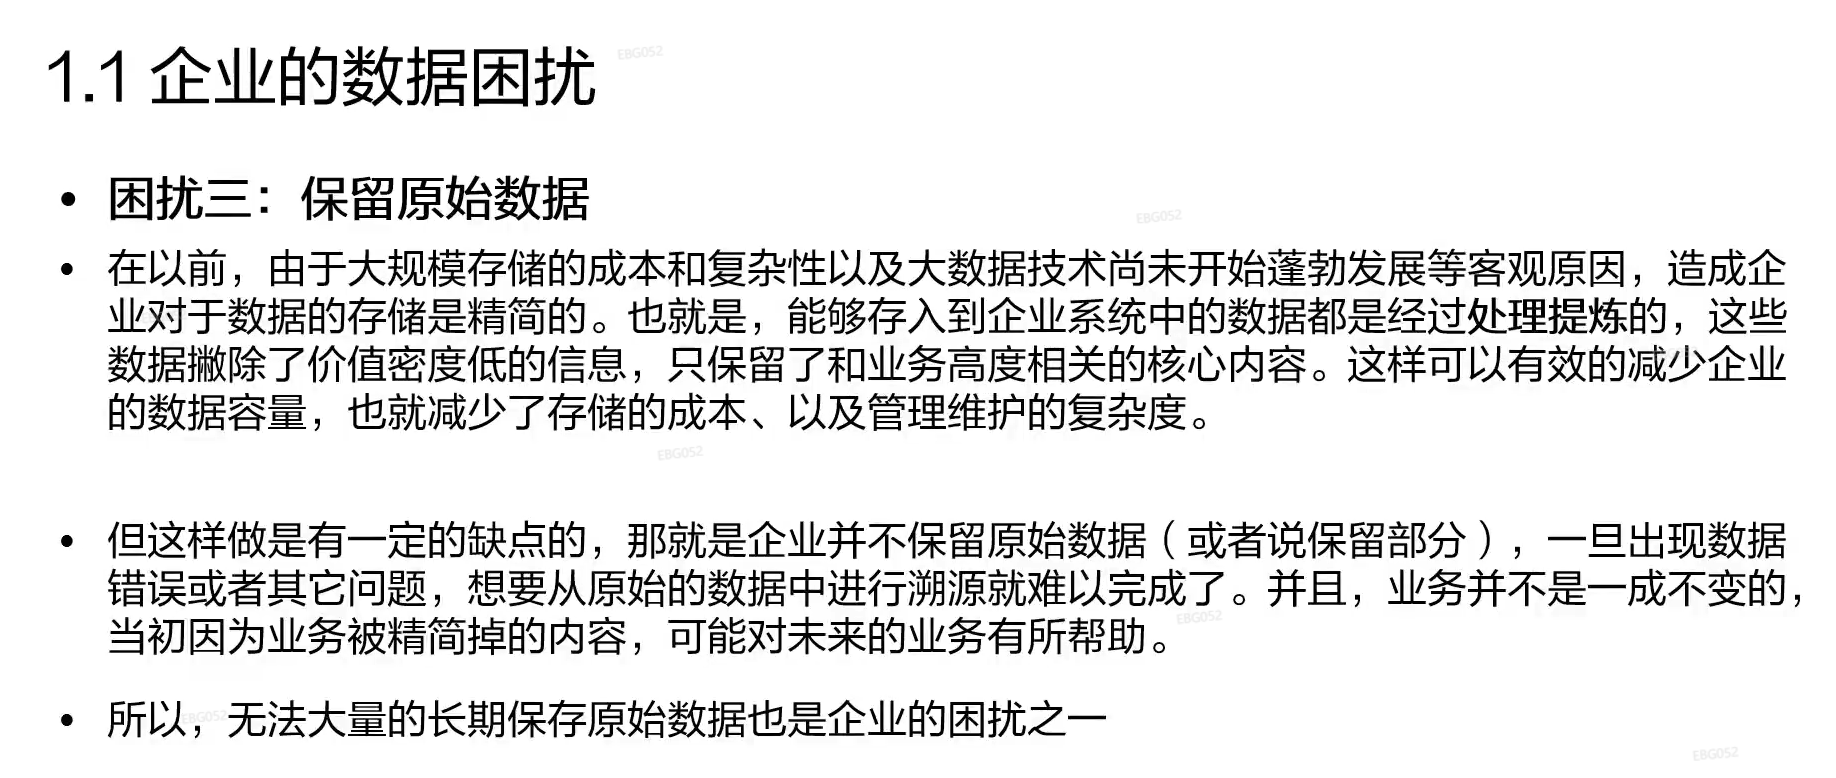 1.1 企业的数据困扰
EBG052
• 困扰三：保留原始数据
EBG052
• 在以前，由于大规模存储的成本和复杂性以及大数据技术尚未开始蓬勃发展等客观原因，造成企
业对于数据的存储是精简的。也就是，能够存入到企业系统中的数据都是经过处理提炼的，这些
数据撇除了价值密度低的信息，只保留了和业务高度相关的核心内容。这样可以有效的减少企业
的数据容量，也就减少了存储的成本、以及管理维护的复杂度。
EBG052
• 但这样做是有一定的缺点的，那就是企业并不保留原始数据（或者说保留部分），一旦出现数据
错误或者其它问题，想要从原始的数据中进行溯源就难以完成了。并且，业务并不是一成不变的，
EBG052
当初因为业务被精简掉的内容，可能对未来的业务有所帮助。
• 所以，无法大量的长期保存原始数据也是企业的困扰之一
EBG052
EBG052